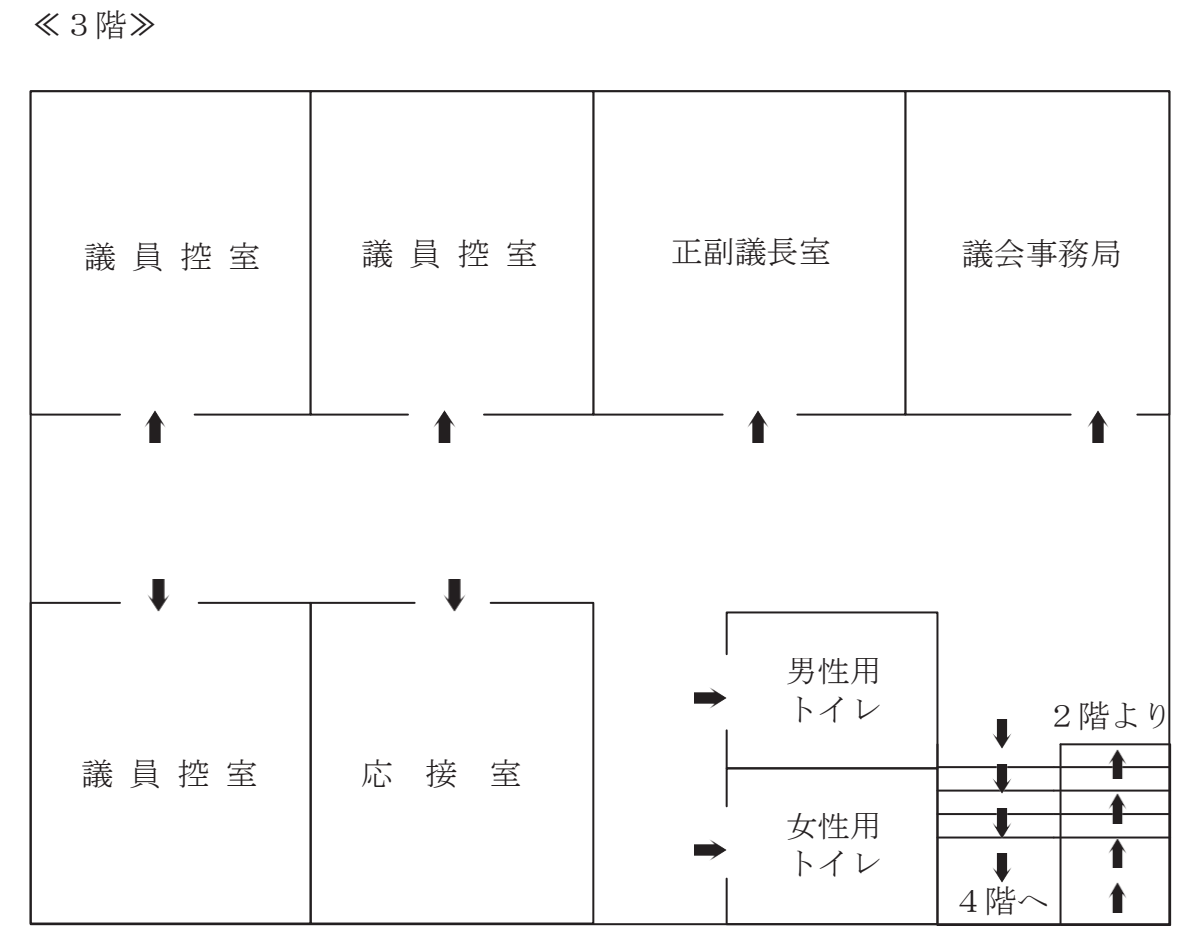 ≪３階≫
議員控室
議員控室
正副議長室
議会事務局
議員控室
応接室
男性用
トイレ
女性用
トイレ
２階より
４階へ